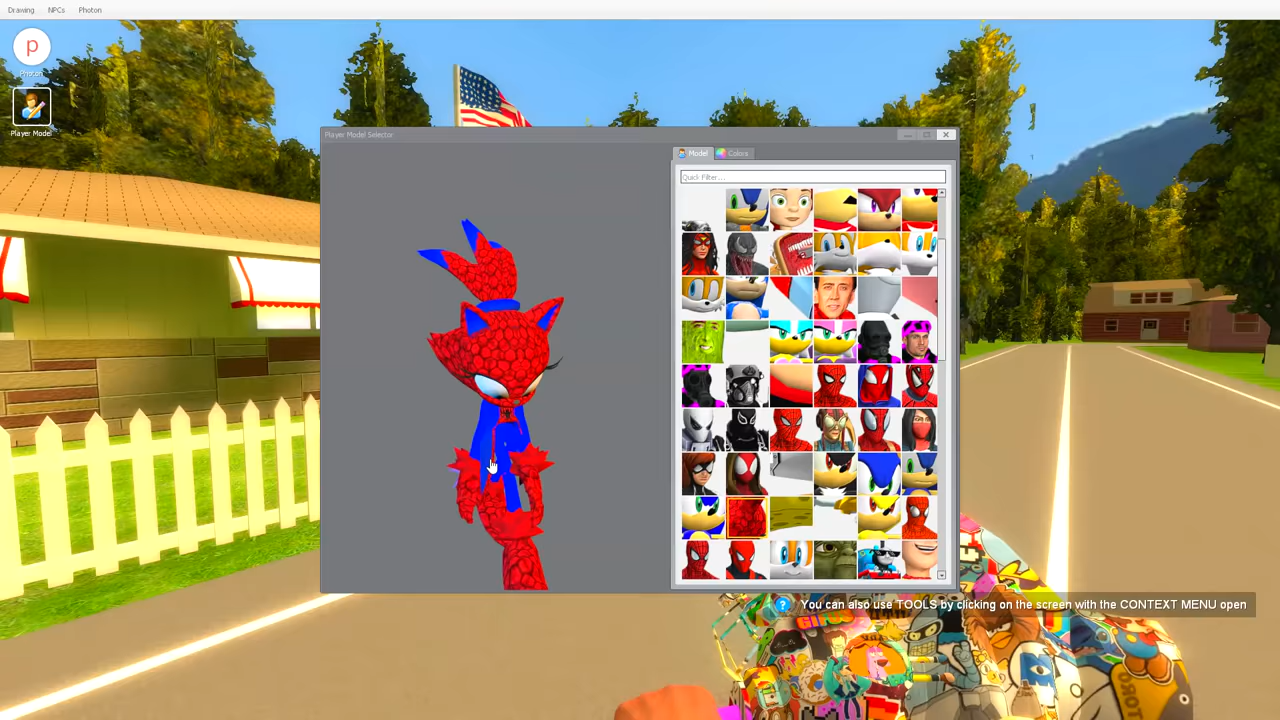 Drawing NPCs Photon
p
Photon
Player Model
Player Model Selector
Model Colors
Quick Filter...
? You can also use TOOLS by clicking on the screen with the CONTEXT MENU open
TORO